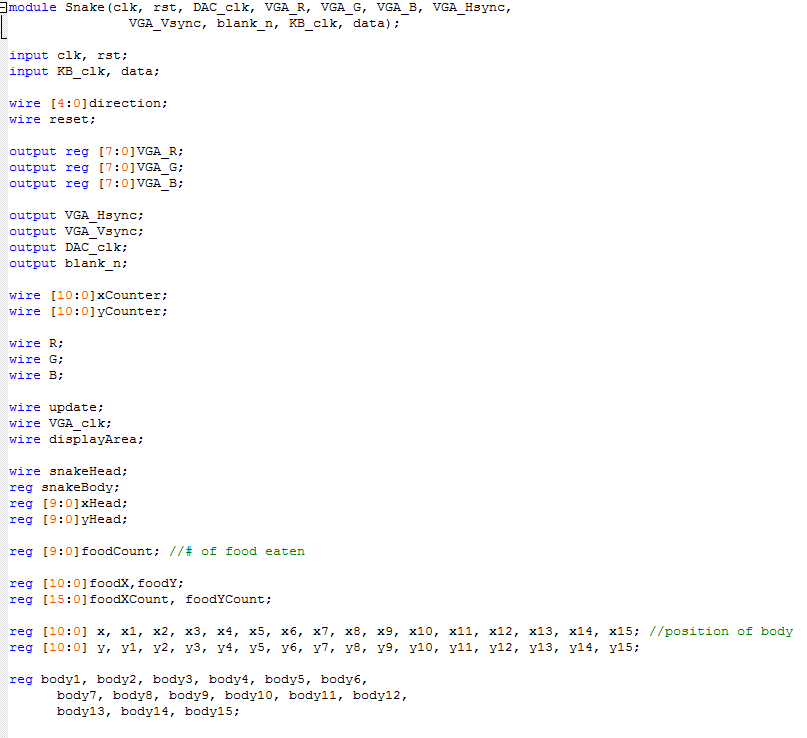 module Snake(clk, rst, DAC_clk, VGA_R, VGA_G, VGA_B, VGA_Hsync,
VGA_Vsync, blank_n, KB_clk, data);
input clk, rst;
input KB_clk, data;
wire [4:0]direction;
wire reset;
output reg [7:0]VGA_R;
output reg [7:0]VGA_G;
output reg [7:0]VGA_B;
output VGA_Hsync;
output VGA_Vsync;
output DAC_clk;
output blank_n;
wire [10:0]xCounter;
wire [10:0]yCounter;
wire R;
wire G;
wire B;
wire update;
wire VGA_clk;
wire displayArea;
wire snakeHead;
reg snakeBody;
reg [9:0]xHead;
reg [9:0]yHead;
reg [9:0]foodCount; //# of food eaten
reg [10:0]foodX,foodY;
reg [15:0]foodXCount, foodYCount;
reg [10:0] x, x1, x2, x3, x4, x5, x6, x7, x8, x9, x10, x11, x12, x13, x14, x15; //position of body
reg [10:0] y, y1, y2, y3, y4, y5, y6, y7, y8, y9, y10, y11, y12, y13, y14, y15;
reg body1, body2, body3, body4, body5, body6,
body7, body8, body9, body10, body11, body12,
body13, body14, body15;